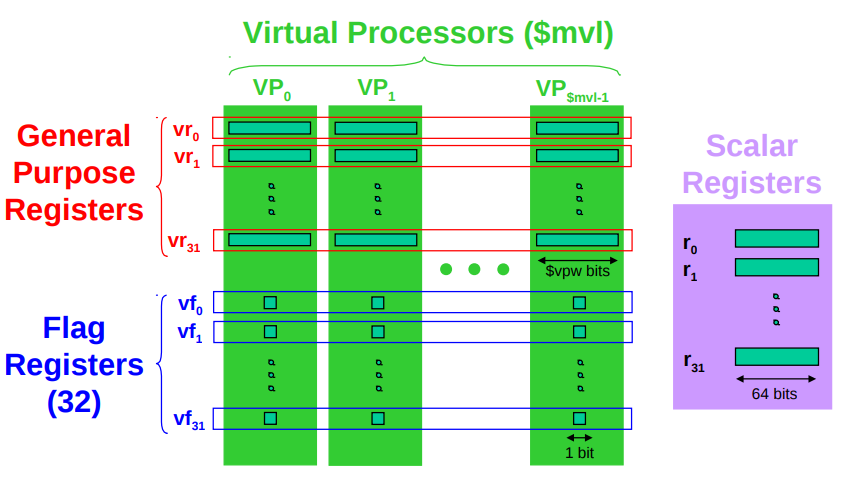 Virtual Processors ($mvl)
VP0
VP1
VP$mvl-1
General
Purpose
Registers
vr0
vr1
vr31
$vpw bits
Flag
Registers
(32)
vf0
vf1
vf31
1 bit
Scalar
Registers
r0
r1
r31
64 bits